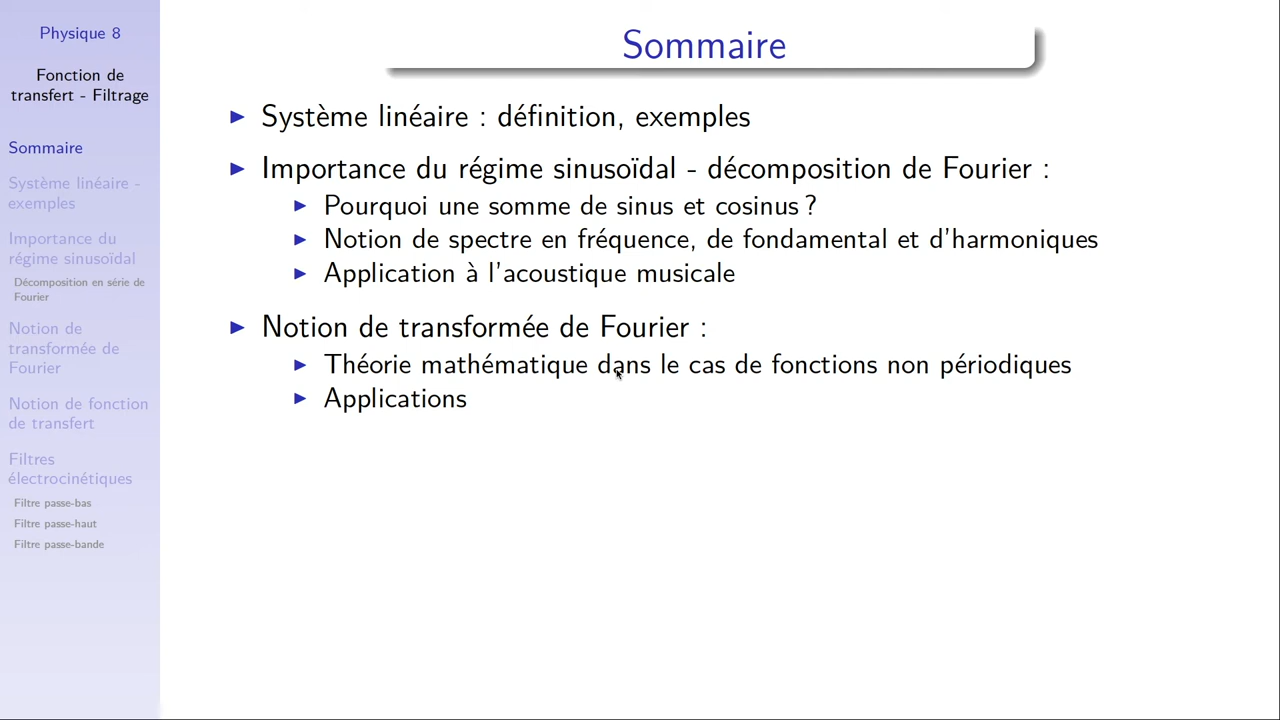 Physique 8
Fonction de
transfert - Filtrage
Sommaire
Système linéaire -
exemples
Importance du
régime sinusoïdal
Décomposition en série de
Fourier
Notion de
transformée de
Fourier
Notion de fonction
de transfert
Filtres
électrocinétiques
Filtre passe-bas
Filtre passe-haut
Filtre passe-bande
Sommaire
Système linéaire : définition, exemples
Importance du régime sinusoïdal - décomposition de Fourier :
Pourquoi une somme de sinus et cosinus ?
Notion de spectre en fréquence, de fondamental et d'harmoniques
Application à l'acoustique musicale
Notion de transformée de Fourier :
Théorie mathématique dans le cas de fonctions non périodiques
Applications